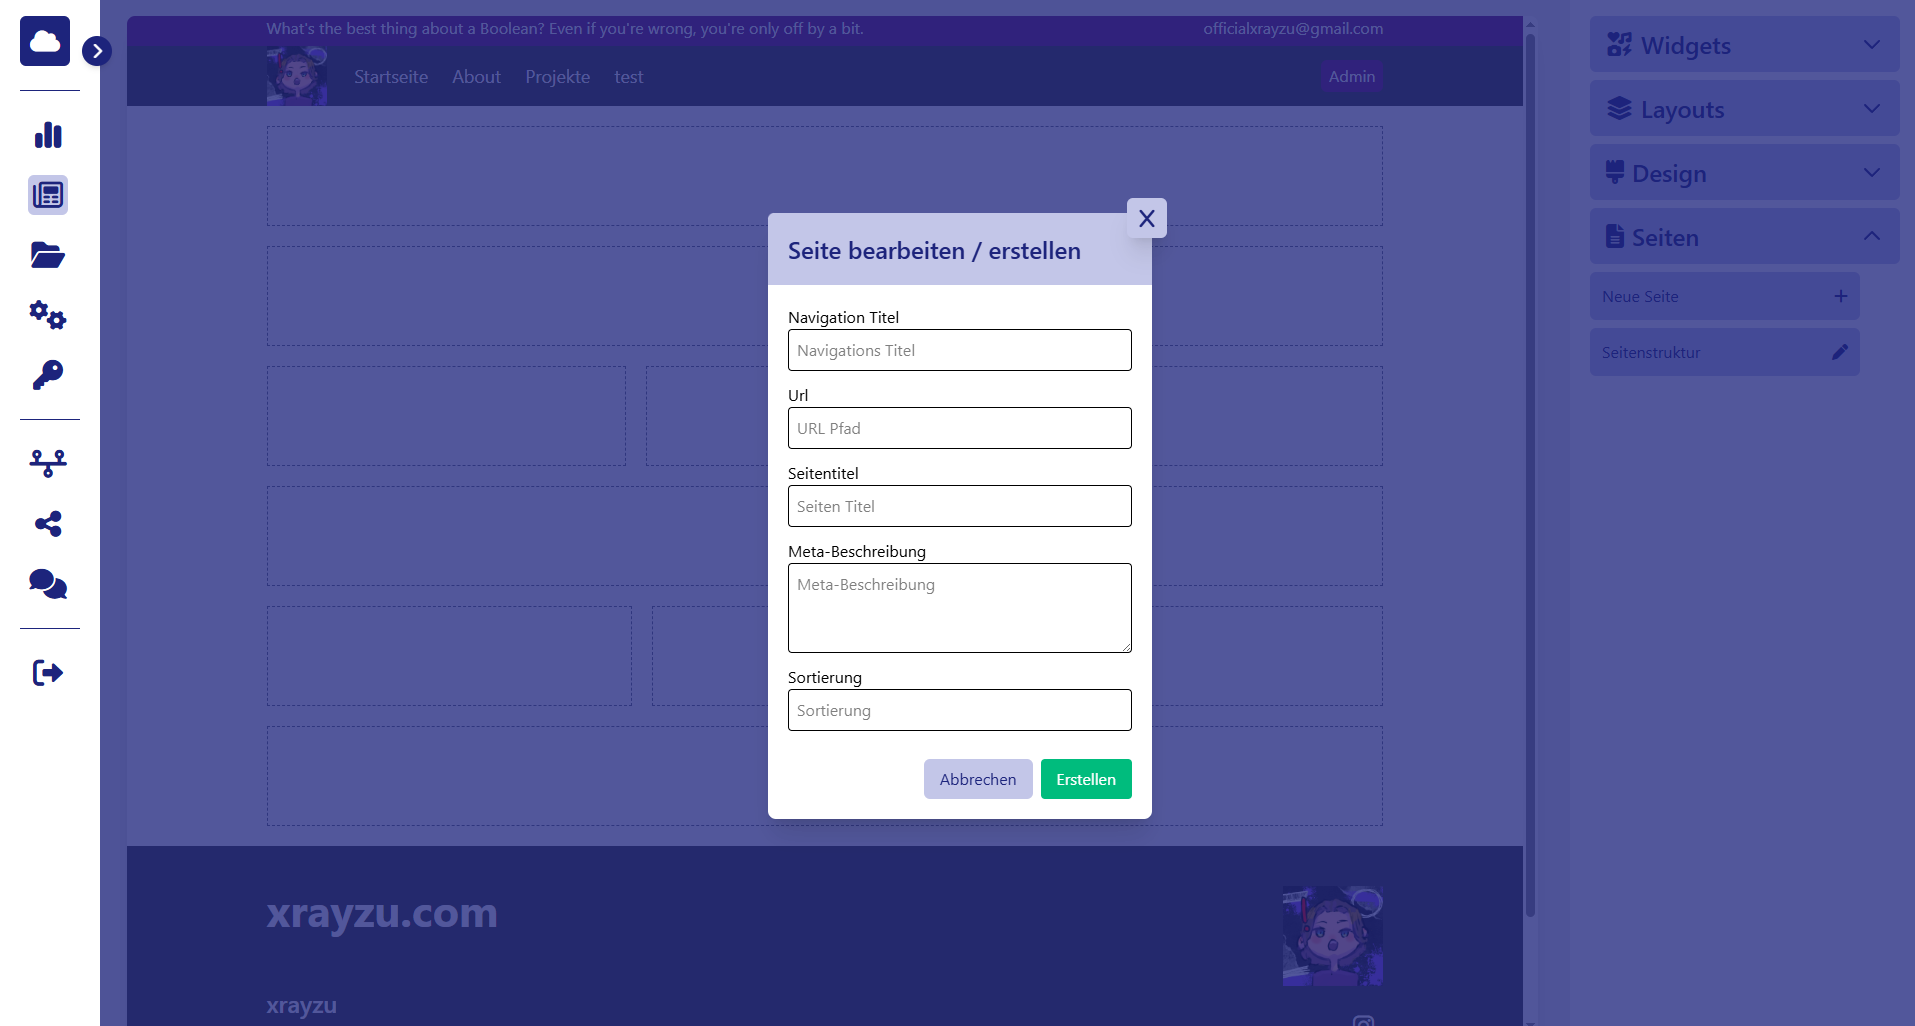 What's the best thing about a Boolean? Even if you're wrong, you're only off by a bit.
officialxrayzu@gmail.com
Startseite
About
Projekte
test
Admin
Widgets
Layouts
Design
Seiten
Neue Seite
Seitenstruktur
X
Seite bearbeiten / erstellen
Navigation Titel
Navigations Titel
Url
URL Pfad
Seitentitel
Seiten Titel
Meta-Beschreibung
Meta-Beschreibung
Sortierung
Sortierung
Abbrechen
Erstellen
xrayzu.com
xrayzu